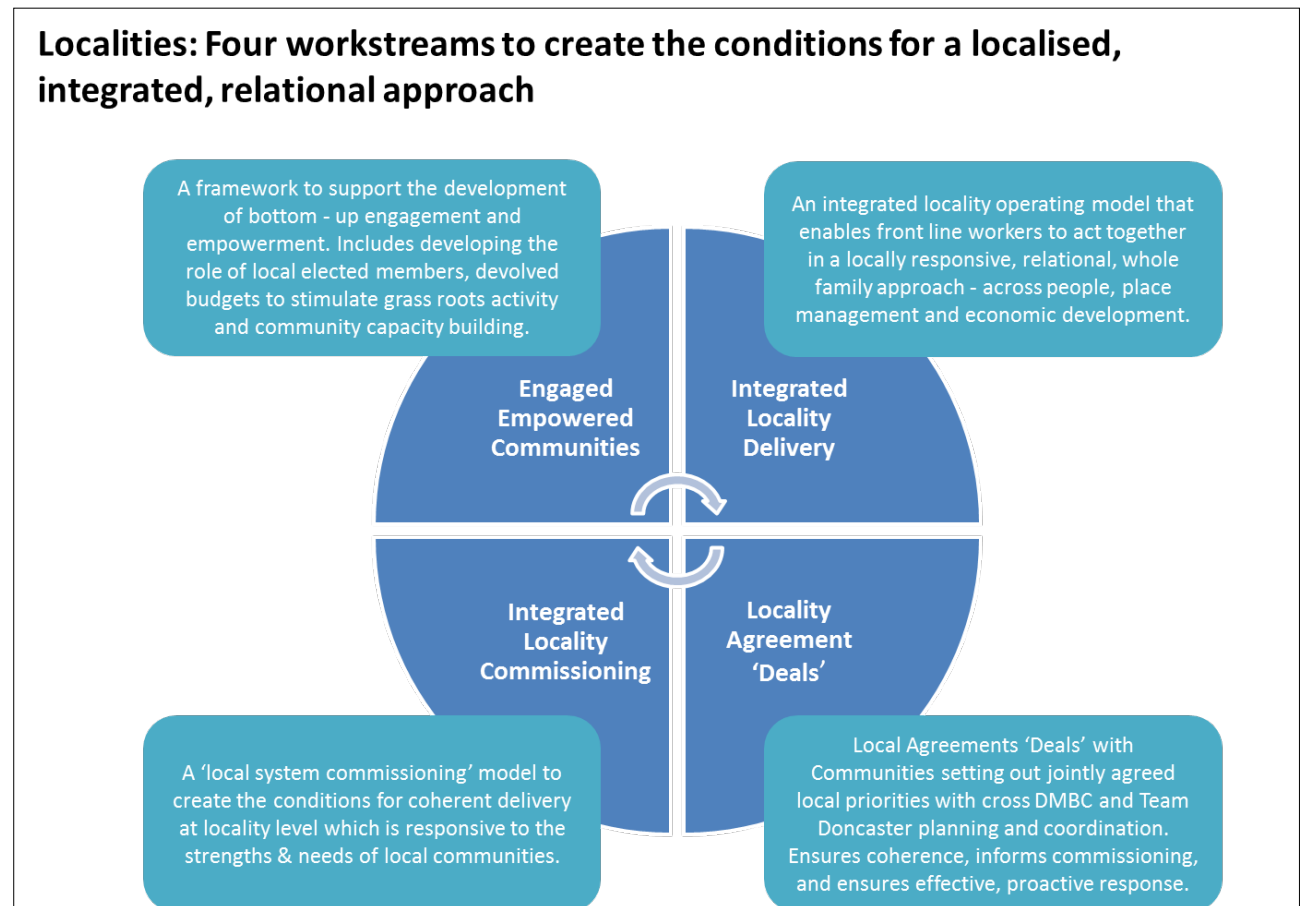 Localities: Four workstreams to create the conditions for a localised,
integrated, relational approach
A framework to support the development
of bottom - up engagement and
empowerment. Includes developing the
role of local elected members, devolved
budgets to stimulate grass roots activity
and community capacity building.
An integrated locality operating model that
enables front line workers to act together
in a locally responsive, relational, whole
family approach - across people, place
management and economic development.
Engaged
Empowered
Communities
Integrated
Locality
Delivery
Integrated
Locality
Commissioning
Locality
Agreement
‘Deals’
A ‘local system commissioning’ model to
create the conditions for coherent delivery
at locality level which is responsive to the
strengths & needs of local communities.
Local Agreements ‘Deals’ with
Communities setting out jointly agreed
local priorities with cross DMBC and Team
Doncaster planning and coordination.
Ensures coherence, informs commissioning,
and ensures effective, proactive response.